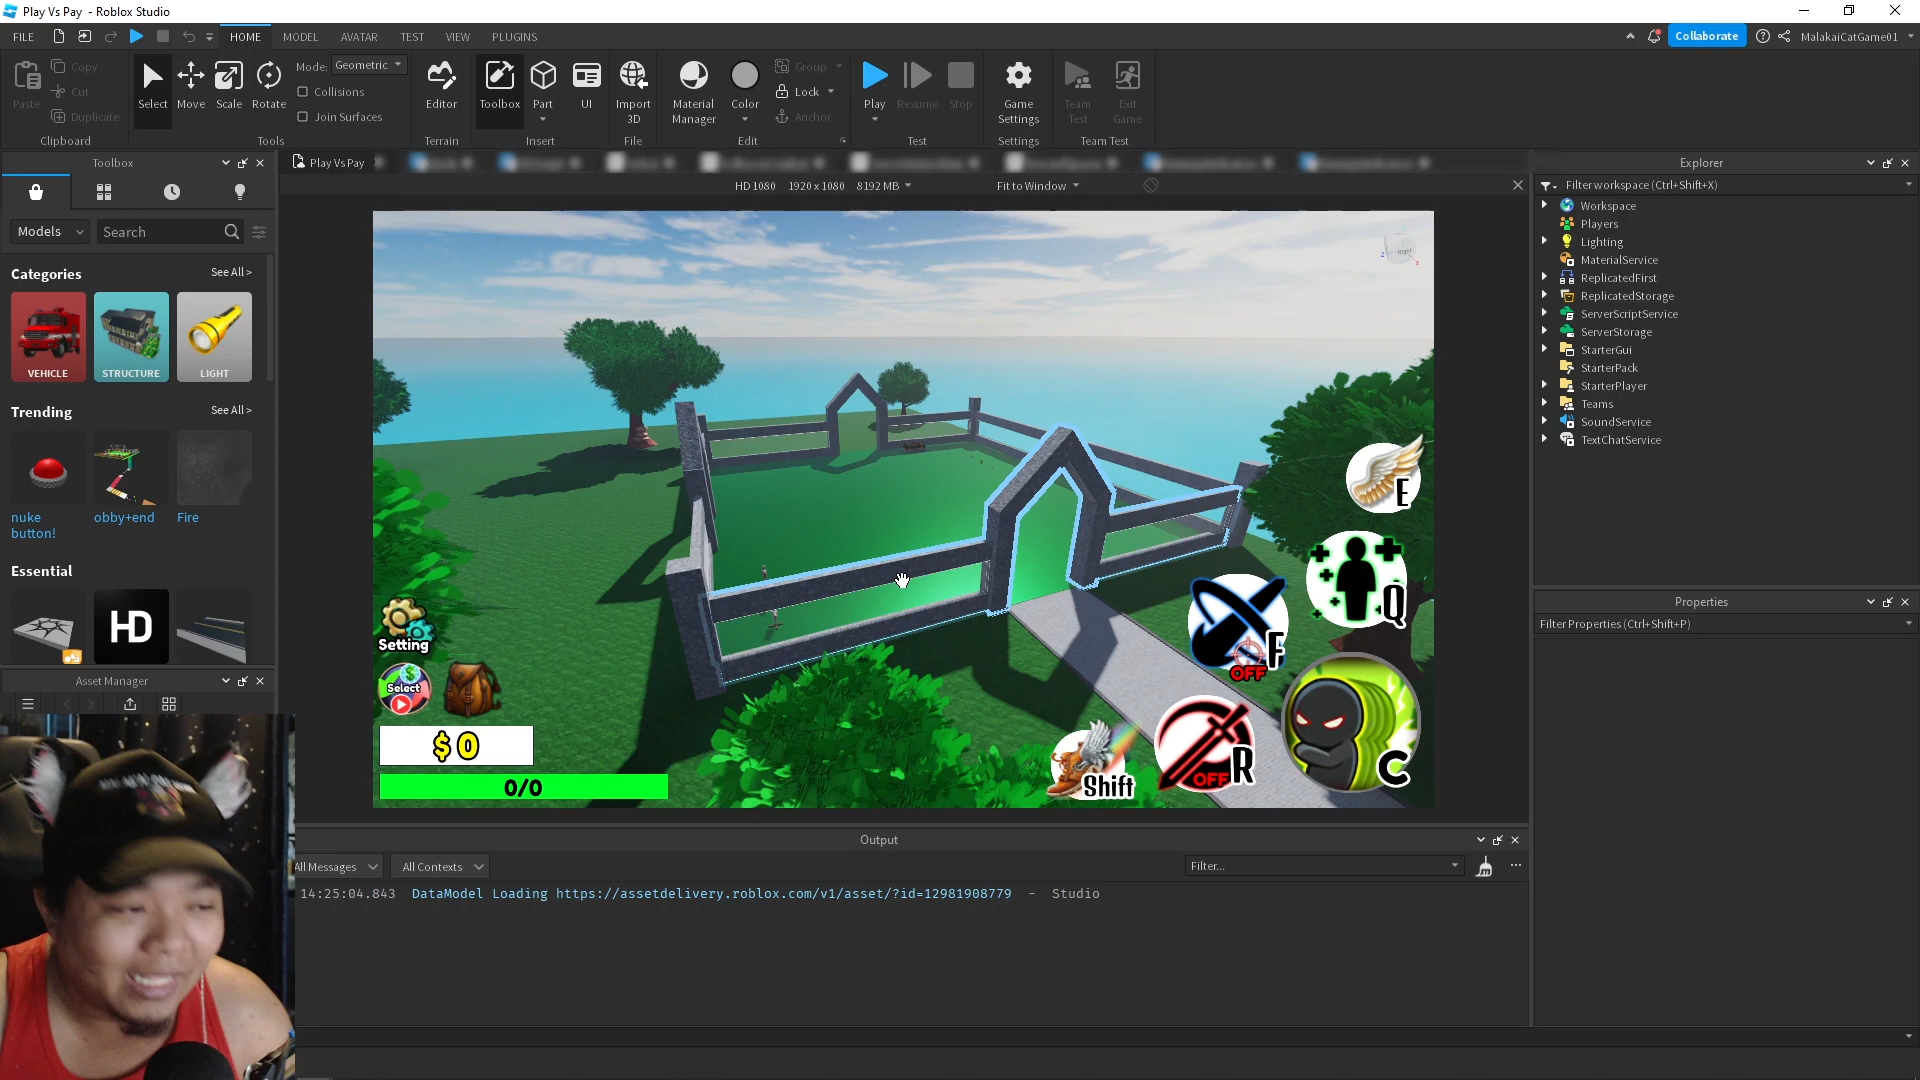 Play Vs Pay - Roblox Studio
FILE HOME MODEL AVATAR TEST VIEW PLUGINS Collaborate MalakaiCatGame01
Paste Copy Cut Duplicate
Clipboard
Select Move Scale Rotate
Mode: Geometric
Collisions
Join Surfaces
Tools
Editor
Terrain
Toolbox Part UI
Insert
Import 3D
File
Material Manager Color
Group
Lock
Anchor
Edit
Play Resume Stop
Test
Game Settings
Settings
Team Test Exit Game
Team Test
Toolbox
Models Search
Categories See All >
VEHICLE STRUCTURE LIGHT
Trending See All >
nuke button! obby+end Fire
Essential
HD
Asset Manager
Play Vs Pay
HD 1080 1920 x 1080 8192 MB Fit to Window
Right
Z X
E
Q
F
OFF
C
R
OFF
Shift
Setting
Select
$ 0
0/0
Output
All Messages All Contexts Filter...
14:25:04.843 DataModel Loading https://assetdelivery.roblox.com/v1/asset/?id=12981908779 - Studio
Explorer
Filter workspace (Ctrl+Shift+X)
Workspace
Players
Lighting
MaterialService
ReplicatedFirst
ReplicatedStorage
ServerScriptService
ServerStorage
StarterGui
StarterPack
StarterPlayer
Teams
SoundService
TextChatService
Properties
Filter Properties (Ctrl+Shift+P)